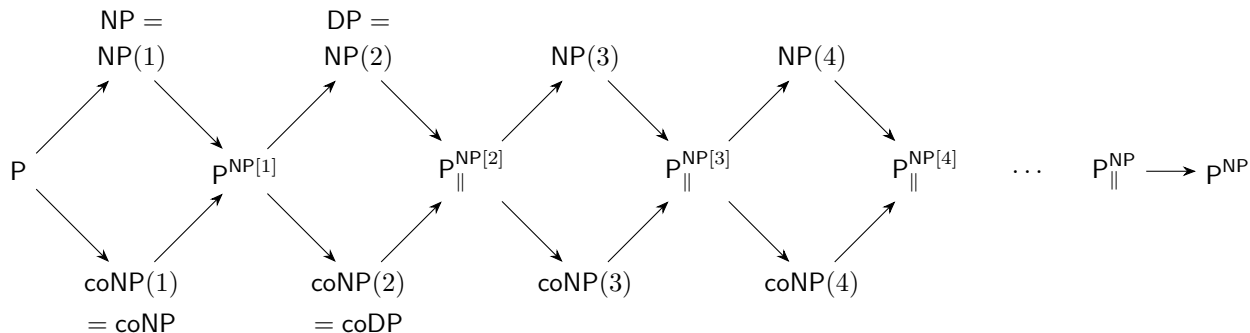 NP =
NP(1)
DP =
NP(2)
NP(3)
NP(4)
P
P^NP[1]
P_∥^NP[2]
P_∥^NP[3]
P_∥^NP[4]
···
P_∥^NP
P^NP
coNP(1)
= coNP
coNP(2)
= coDP
coNP(3)
coNP(4)